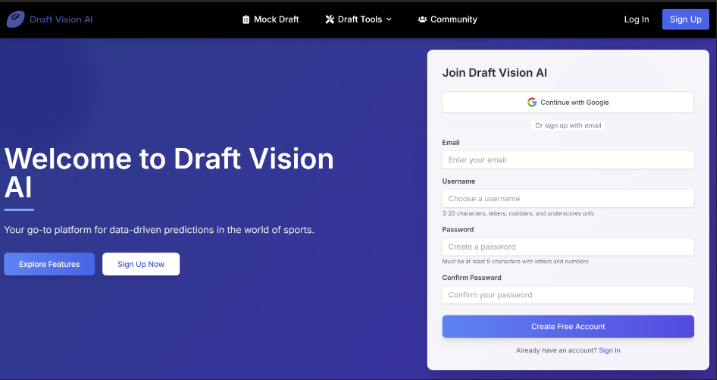 Draft Vision AI
Mock Draft
Draft Tools
Community
Log In
Sign Up
Welcome to Draft Vision
AI
Your go-to platform for data-driven predictions in the world of sports.
Explore Features
Sign Up Now
Join Draft Vision AI
Continue with Google
Or sign up with email
Email
Enter your email
Username
Choose a username
3-20 characters, letters, numbers, and underscores only
Password
Create a password
Must be at least 8 characters with letters and numbers
Confirm Password
Confirm your password
Create Free Account
Already have an account? Sign in